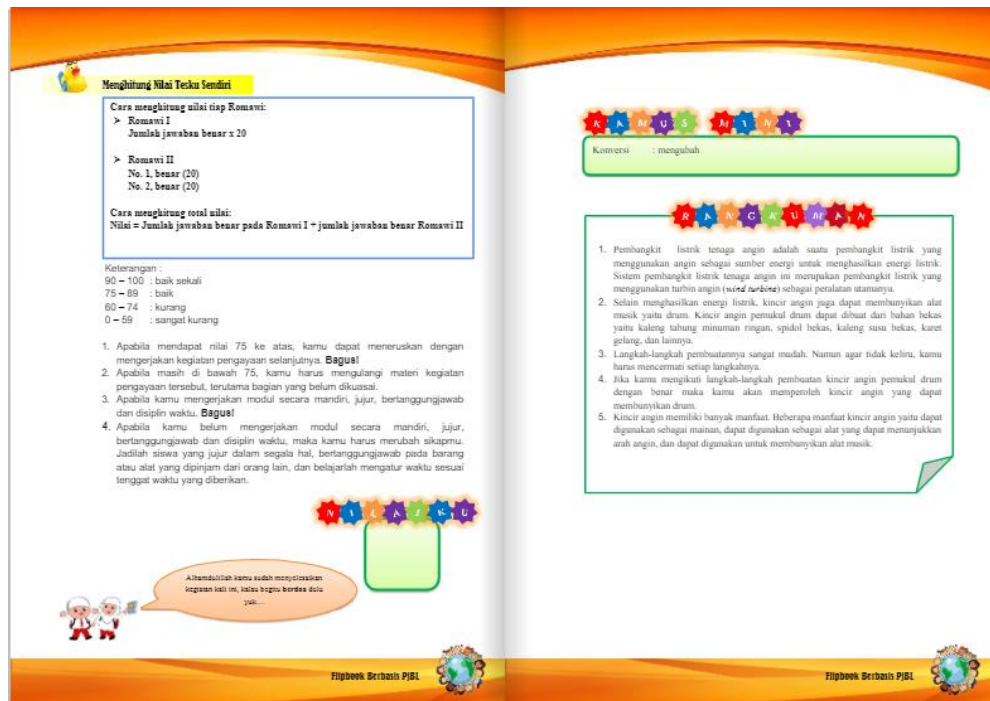 Menghitung Nilai Tesku Sendiri
Cara menghitung nilai tiap Romawi:
➢ Romawi I
Jumlah jawaban benar x 20
➢ Romawi II
No. 1, benar (20)
No. 2, benar (20)
Cara menghitung total nilai:
Nilai = Jumlah jawaban benar pada Romawi I + jumlah jawaban benar Romawi II
Keterangan :
90 – 100 : baik sekali
75 – 89 : baik
60 – 74 : kurang
0 – 59 : sangat kurang
1. Apabila mendapat nilai 75 ke atas, kamu dapat meneruskan dengan
mengerjakan kegiatan pengayaan selanjutnya. Bagus!
2. Apabila masih di bawah 75, kamu harus mengulangi materi kegiatan
pengayaan tersebut, terutama bagian yang belum dikuasai.
3. Apabila kamu mengerjakan modul secara mandiri, jujur, bertanggungjawab
dan disiplin waktu. Bagus!
4. Apabila kamu belum mengerjakan modul secara mandiri, jujur,
bertanggungjawab dan disiplin waktu, maka kamu harus merubah sikapmu.
Jadilah siswa yang jujur dalam segala hal, bertanggungjawab pada barang
atau alat yang dipinjam dari orang lain, dan belajarlah mengatur waktu sesuai
tenggat waktu yang diberikan.
NILAIKU
Alhamdulillah kamu sudah menyelesaikan
kegiatan kali ini, kalau begitu berdoa dulu
yuk....
Flipbook Berbasis PjBL
KAMUS MINI
Konversi : mengubah
RANGKUMAN
1. Pembangkit listrik tenaga angin adalah suatu pembangkit listrik yang
menggunakan angin sebagai sumber energi untuk menghasilkan energi listrik.
Sistem pembangkit listrik tenaga angin ini merupakan pembangkit listrik yang
menggunakan turbin angin (wind turbine) sebagai peralatan utamanya.
2. Selain menghasilkan energi listrik, kincir angin juga dapat membunyikan alat
musik yaitu drum. Kincir angin pemukul drum dapat dibuat dari bahan bekas
yaitu kaleng tabung minuman ringan, spidol bekas, kaleng susu bekas, karet
gelang, dan lainnya.
3. Langkah-langkah pembuatannya sangat mudah. Namun agar tidak keliru, kamu
harus mencermati setiap langkahnya.
4. Jika kamu mengikuti langkah-langkah pembuatan kincir angin pemukul drum
dengan benar maka kamu akan memperoleh kincir angin yang dapat
membunyikan drum.
5. Kincir angin memiliki banyak manfaat. Beberapa manfaat kincir angin yaitu dapat
digunakan sebagai mainan, dapat digunakan sebagai alat yang dapat menunjukkan
arah angin, dan dapat digunakan untuk membunyikan alat musik.
Flipbook Berbasis PjBL